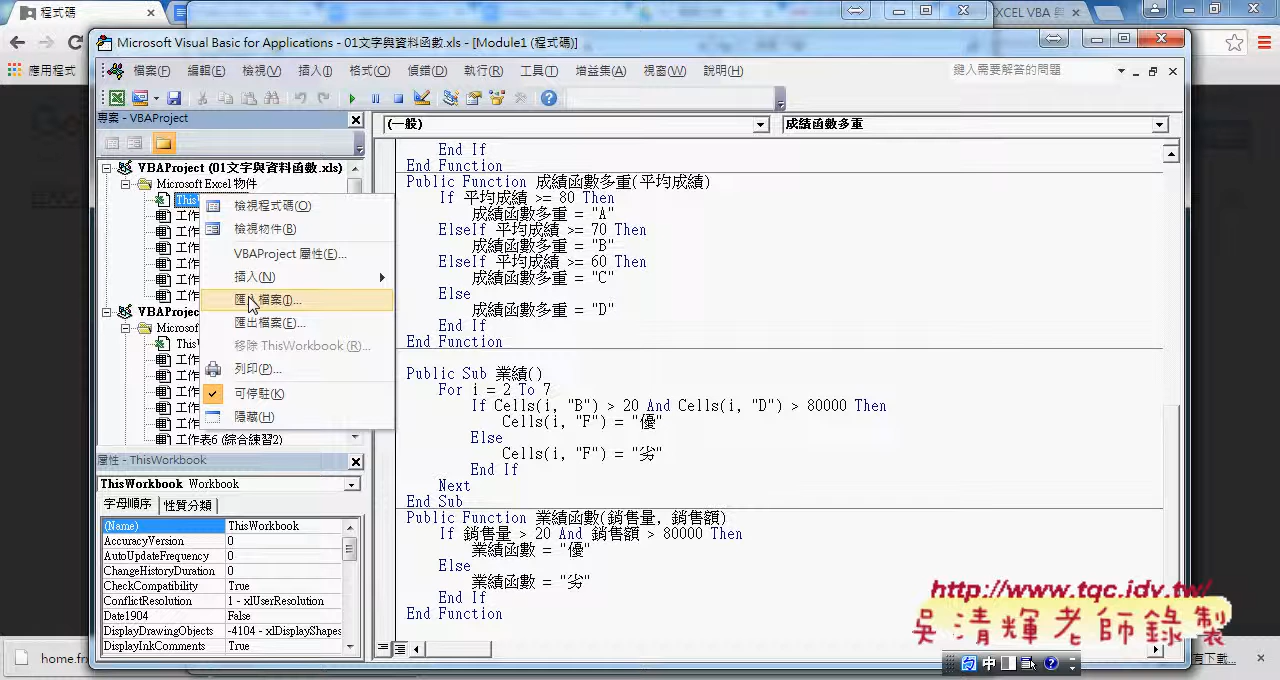 程式碼
EXCEL VBA 與
應用程式
Microsoft Visual Basic for Applications - 01文字與資料函數.xls - [Module1 (程式碼)]
檔案(F) 編輯(E) 檢視(V) 插入(I) 格式(O) 偵錯(D) 執行(R) 工具(T) 增益集(A) 視窗(W) 說明(H)
鍵入需要解答的問題
專案 - VBAProject
(一般)
成績函數多重
VBAProject (01文字與資料函數.xls)
Microsoft Excel 物件
檢視程式碼(O)
檢視物件(B)
VBAProject 屬性(E)...
插入(N)
匯入檔案(I)...
匯出檔案(E)...
移除 ThisWorkbook (R)...
列印(P)...
可停駐(K)
隱藏(H)
工作表6 (綜合練習2)
屬性 - ThisWorkbook
ThisWorkbook Workbook
字母順序 性質分類
(Name) ThisWorkbook
AccuracyVersion 0
AutoUpdateFrequency 0
ChangeHistoryDuration 0
CheckCompatibility True
ConflictResolution 1 - xlUserResolution
Date1904 False
DisplayDrawingObjects -4104 - xlDisplayShapes
DisplayInkComments True
End If
End Function
Public Function 成績函數多重(平均成績)
If 平均成績 >= 80 Then
成績函數多重 = "A"
ElseIf 平均成績 >= 70 Then
成績函數多重 = "B"
ElseIf 平均成績 >= 60 Then
成績函數多重 = "C"
Else
成績函數多重 = "D"
End If
End Function
Public Sub 業績()
For i = 2 To 7
If Cells(i, "B") > 20 And Cells(i, "D") > 80000 Then
Cells(i, "F") = "優"
Else
Cells(i, "F") = "劣"
End If
Next
End Sub
Public Function 業績函數(銷售量, 銷售額)
If 銷售量 > 20 And 銷售額 > 80000 Then
業績函數 = "優"
Else
業績函數 = "劣"
End If
End Function
http://www.tqc.idv.tw/
吳清輝老師錄製
中